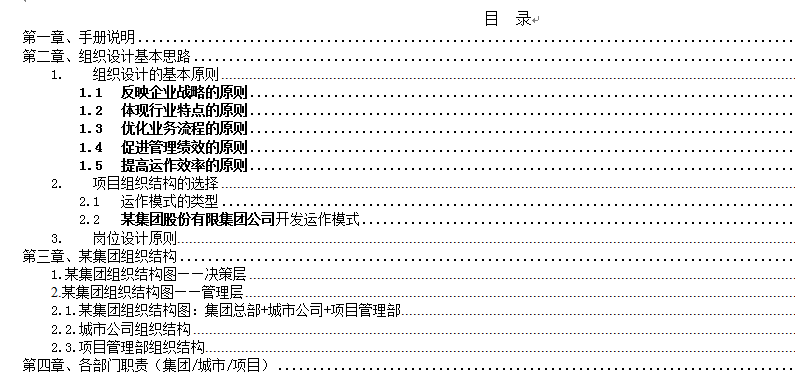 目 录
第一章、手册说明
第二章、组织设计基本思路
1. 组织设计的基本原则
1.1 反映企业战略的原则
1.2 体现行业特点的原则
1.3 优化业务流程的原则
1.4 促进管理绩效的原则
1.5 提高运作效率的原则
2. 项目组织结构的选择
2.1 运作模式的类型
2.2 某集团股份有限集团公司开发运作模式
3. 岗位设计原则
第三章、某集团组织结构
1.某集团组织结构图——决策层
2.某集团组织结构图——管理层
2.1.某集团组织结构图：集团总部+城市公司+项目管理部
2.2.城市公司组织结构
2.3.项目管理部组织结构
第四章、各部门职责（集团/城市/项目）